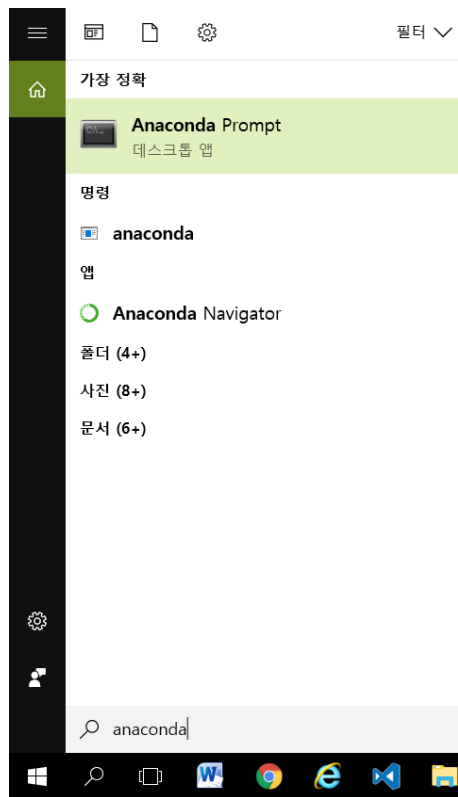 필터
가장 정확
Anaconda Prompt
데스크톱 앱
명령
anaconda
앱
Anaconda Navigator
폴더 (4+)
사진 (8+)
문서 (6+)
anaconda